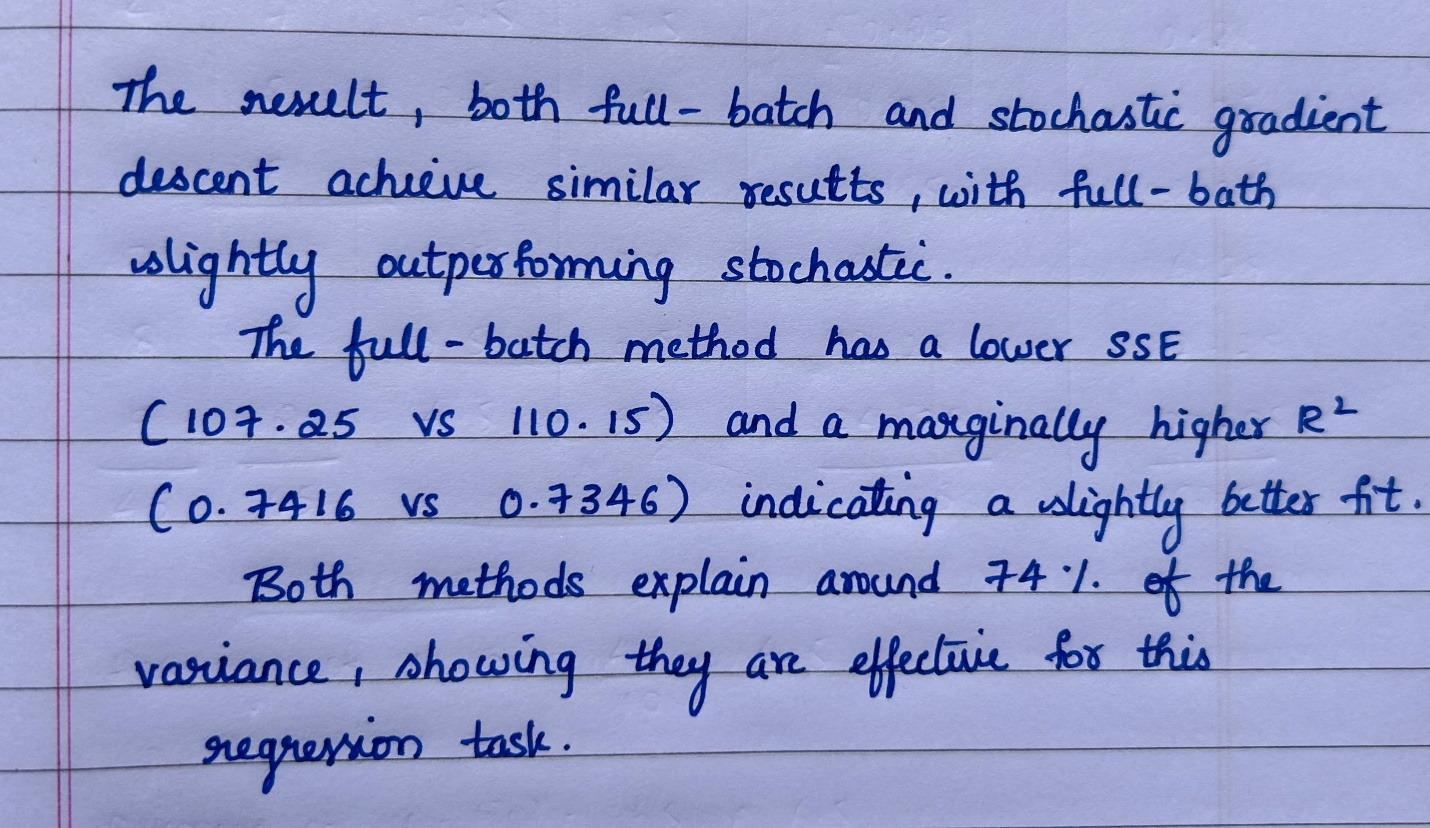 The result, both full-batch and stochastic gradient
descent achieve similar results, with full-bath
slightly outperforming stochastic.
The full-batch method has a lower SSE
(107.25 vs 110.15) and a marginally higher R²
(0.7416 vs 0.7346) indicating a slightly better fit.
Both methods explain around 74% of the
variance, showing they are effective for this
regression task.